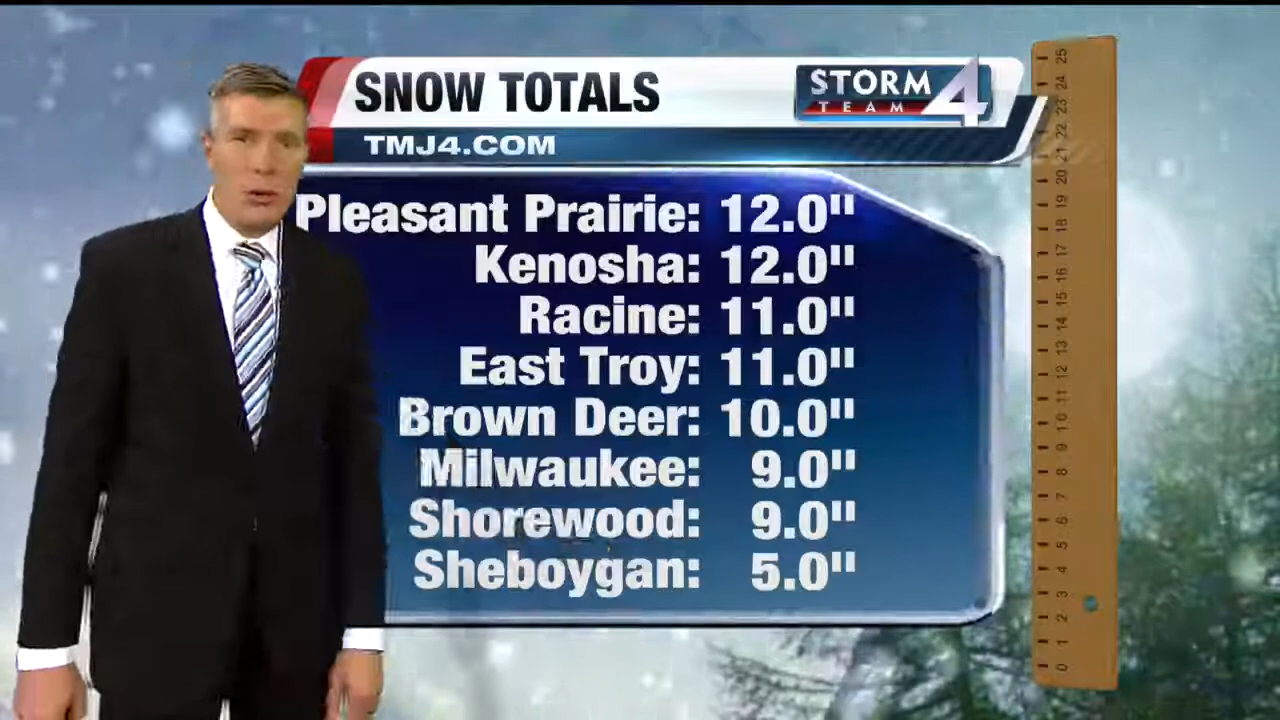 SNOW TOTALS
STORM 4
TEAM
TMJ4.COM
Pleasant Prairie: 12.0"
Kenosha: 12.0"
Racine: 11.0"
East Troy: 11.0"
Brown Deer: 10.0"
Milwaukee: 9.0"
Shorewood: 9.0"
Sheboygan: 5.0"
0 1 2 3 4 5 6 7 8 9 10 11 12 13 14 15 16 17 18 19 20 21 22 23 24 25